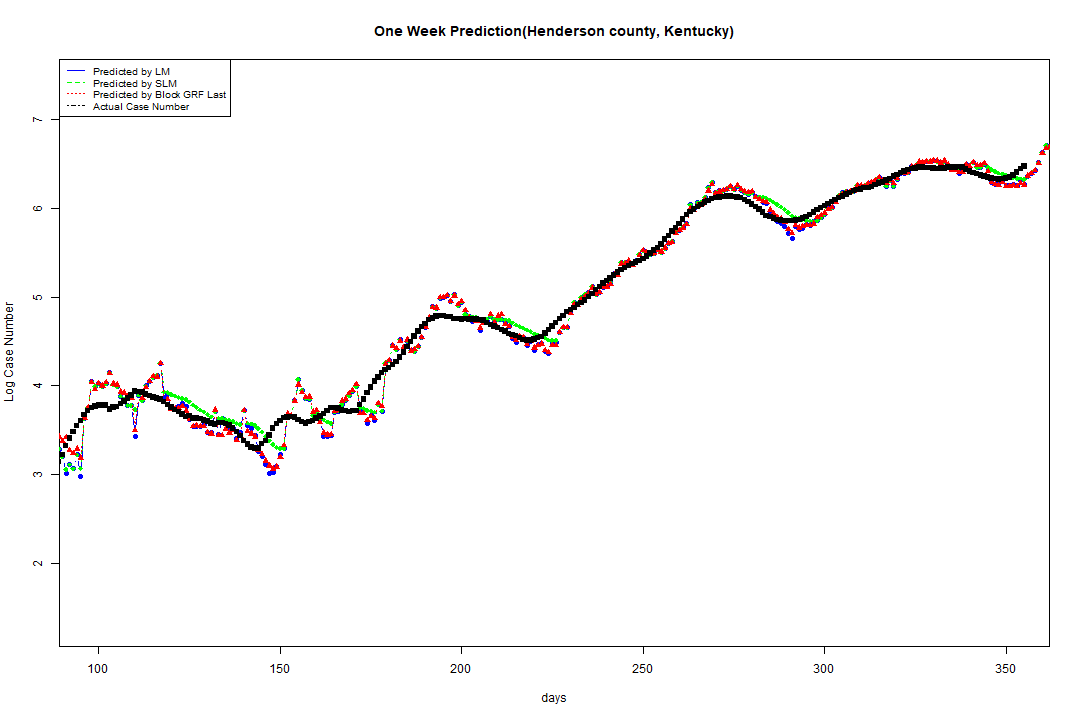 One Week Prediction(Henderson county, Kentucky)
Predicted by LM
Predicted by SLM
Predicted by Block GRF Last
Actual Case Number
7
6
5
4
3
2
Log Case Number
100 150 200 250 300 350
days